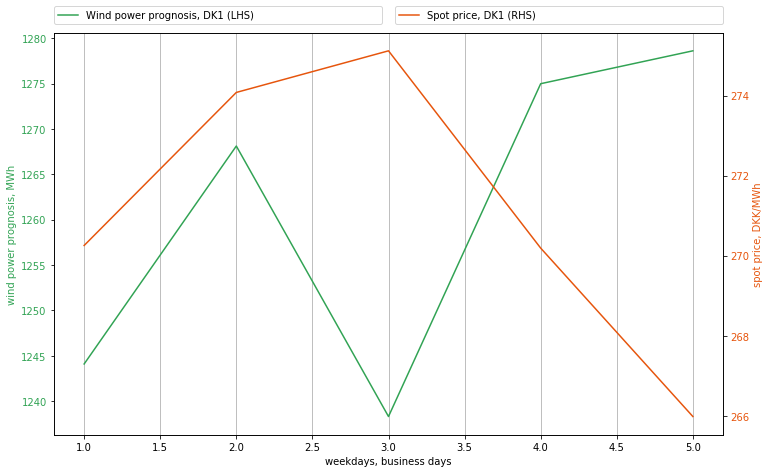 Wind power prognosis, DK1 (LHS)
Spot price, DK1 (RHS)
1280
1275
1270
1265
1260
1255
1250
1245
1240
wind power prognosis, MWh
274
272
270
268
266
spot price, DKK/MWh
1.0 1.5 2.0 2.5 3.0 3.5 4.0 4.5 5.0
weekdays, business days